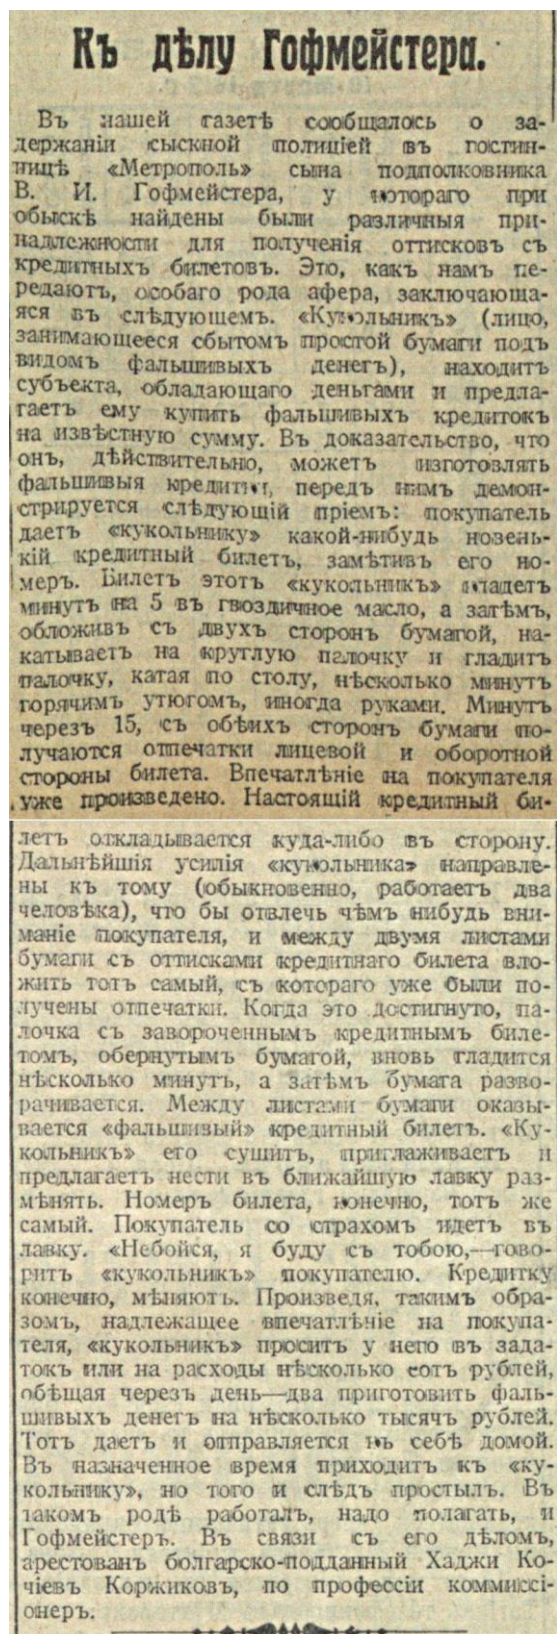 Къ дѣлу Гофмейстера.
Въ нашей газетѣ сообщалось о за-
держаніи сыскной полиціей въ гостин-
ницѣ «Метрополь» сына подполковника
В. И. Гофмейстера, у котораго при
обыскѣ найдены были различныя при-
надлежности для полученія оттисковъ съ
кредитныхъ билетовъ. Это, какъ намъ пе-
редаютъ, особаго рода афера, заключающа-
яся въ слѣдующемъ. «Кукольникъ» (лицо,
занимающееся сбытомъ простой бумаги подъ
видомъ фальшивыхъ денегъ), находитъ
субъекта, обладающаго деньгами и предла-
гаетъ ему купить фальшивыхъ кредитокъ
на извѣстную сумму. Въ доказательство, что
онъ, дѣйствительно, можетъ изготовлять
фальшивыя кредитки, передъ нимъ демон-
стрируется слѣдующій пріемъ: покупатель
даетъ «кукольнику» какой-нибудь новень-
кій кредитный билетъ, замѣтивъ его но-
меръ. Билетъ этотъ «кукольникъ» кладетъ
минутъ на 5 въ гвоздичное масло, а затѣмъ,
обложивъ съ двухъ сторонъ бумагой, на-
катываетъ на круглую палочку и гладитъ
палочку, катая по столу, нѣсколько минутъ
горячимъ утюгомъ, иногда руками. Минутъ
черезъ 15, съ обѣихъ сторонъ бумаги по-
лучаются отпечатки лицевой и оборотной
стороны билета. Впечатлѣніе на покупателя
уже произведено. Настоящій кредитный би-
летъ откладывается куда-либо въ сторону.
Дальнѣйшія усилія «кукольника» направле-
ны къ тому (обыкновенно, работаетъ два
человѣка), что бы отвлечь чѣмъ нибудь вни-
маніе покупателя, и между двумя листами
бумаги съ оттисками кредитнаго билета вло-
жить тотъ самый, съ котораго уже были по-
лучены отпечатки. Когда это достигнуто, па-
лочка съ завороченнымъ кредитнымъ биле-
томъ, обернутымъ бумагой, вновь гладится
нѣсколько минутъ, а затѣмъ бумага разво-
рачивается. Между листами бумаги оказы-
вается «фальшивый» кредитный билетъ. «Ку-
кольникъ» его сушитъ, приглаживаетъ и
предлагаетъ нести въ ближайшую лавку раз-
мѣнять. Номеръ билета, конечно, тотъ же
самый. Покупатель со страхомъ идетъ въ
лавку. «Небойся, я буду съ тобою,—гово-
ритъ «кукольникъ» покупателю. Кредитку
конечно, мѣняютъ. Произведя, такимъ обра-
зомъ, надлежащее впечатлѣніе на покупа-
теля, «кукольникъ» проситъ у него въ зада-
токъ или на расходы нѣсколько сотъ рублей,
обѣщая черезъ день—два приготовить фаль-
шивыхъ денегъ на нѣсколько тысячъ рублей.
Тотъ даетъ и отправляется къ себѣ домой.
Въ назначенное время приходитъ къ «ку-
кольнику», но того и слѣдъ простылъ. Въ
такомъ родѣ работалъ, надо полагать, и
Гофмейстеръ. Въ связи съ его дѣломъ,
арестованъ болгарско-подданный Хаджи Ко-
чіевъ Коржиковъ, по профессіи коммиссі-
онеръ.